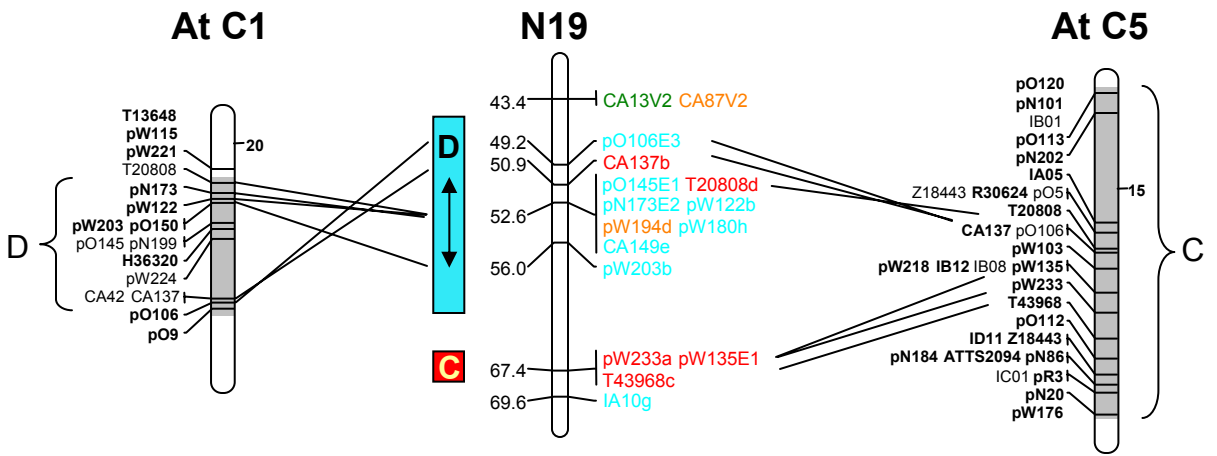 At C1
N19
At C5
T13648
pW115
pW221
T20808
pN173
pW122
pW203 pO150
pO145 pN199
H36320
pW224
CA42 CA137
pO106
pO9
20
D
D
C
43.4
49.2
50.9
52.6
56.0
67.4
69.6
CA13V2 CA87V2
pO106E3
CA137b
pO145E1 T20808d
pN173E2 pW122b
pW194d pW180h
CA149e
pW203b
pW233a pW135E1
T43968c
IA10g
pO120
pN101
IB01
pO113
pN202
IA05
Z18443 R30624 pO5
T20808
CA137 pO106
pW103
pW218 IB12 IB08 pW135
pW233
T43968
pO112
ID11 Z18443
pN184 ATTS2094 pN86
IC01 pR3
pN20
pW176
15
C